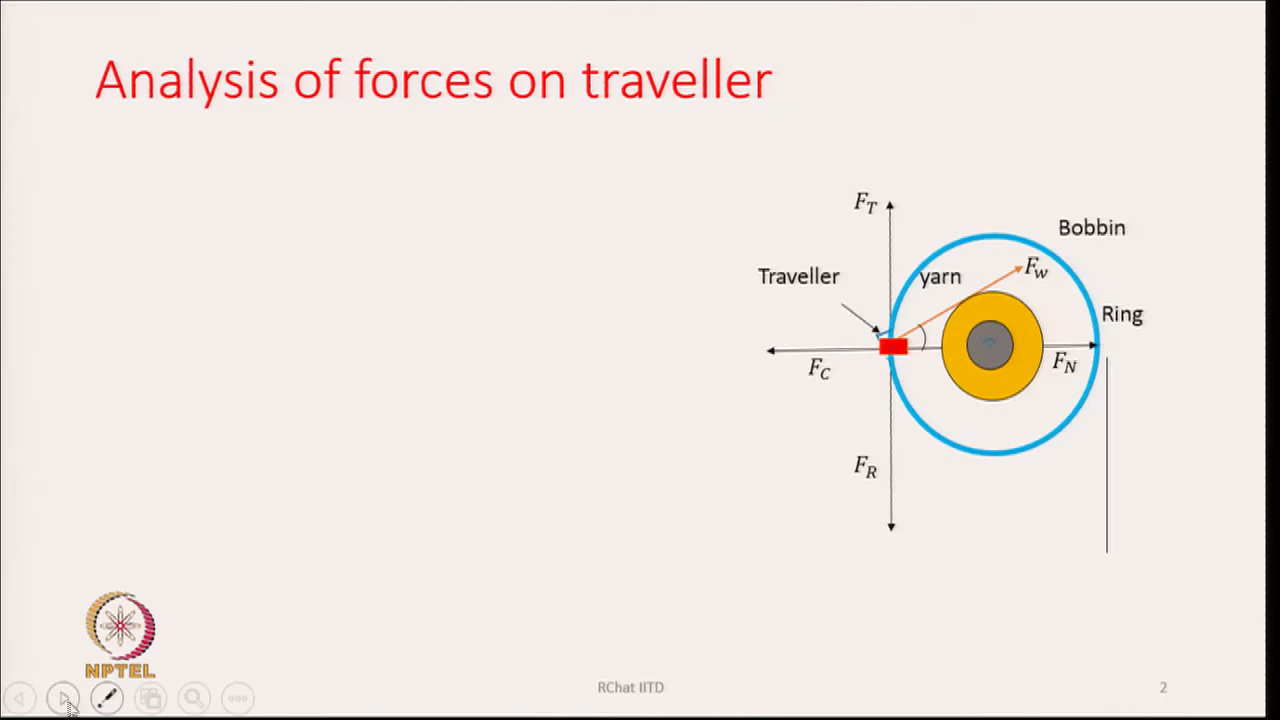 Analysis of forces on traveller
F_T
Bobbin
Traveller
yarn
F_w
Ring
F_C
F_N
F_R
NPTEL
RChat IITD
2